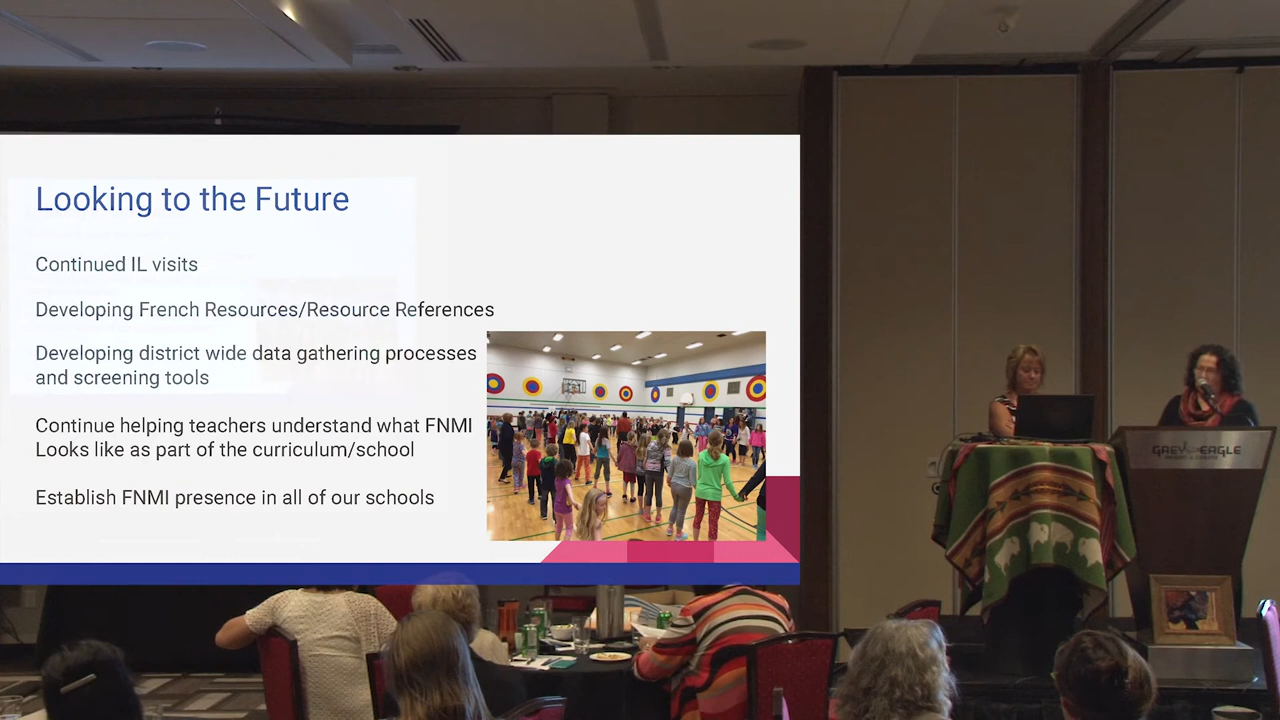 Looking to the Future
Continued IL visits
Developing French Resources/Resource References
Developing district wide data gathering processes
and screening tools
Continue helping teachers understand what FNMI
Looks like as part of the curriculum/school
Establish FNMI presence in all of our schools
GREY EAGLE
RESORT & CASINO